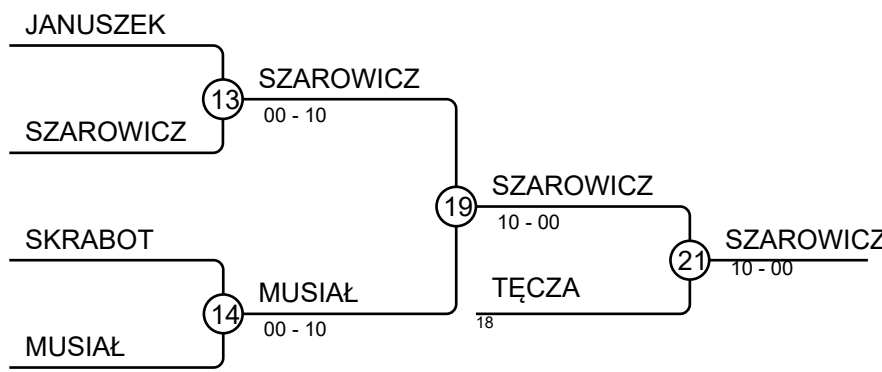 JANUSZEK
13
SZAROWICZ
00 - 10
SZAROWICZ
19
SZAROWICZ
10 - 00
SKRABOT
21
SZAROWICZ
10 - 00
14
MUSIAŁ
00 - 10
TĘCZA
18
MUSIAŁ